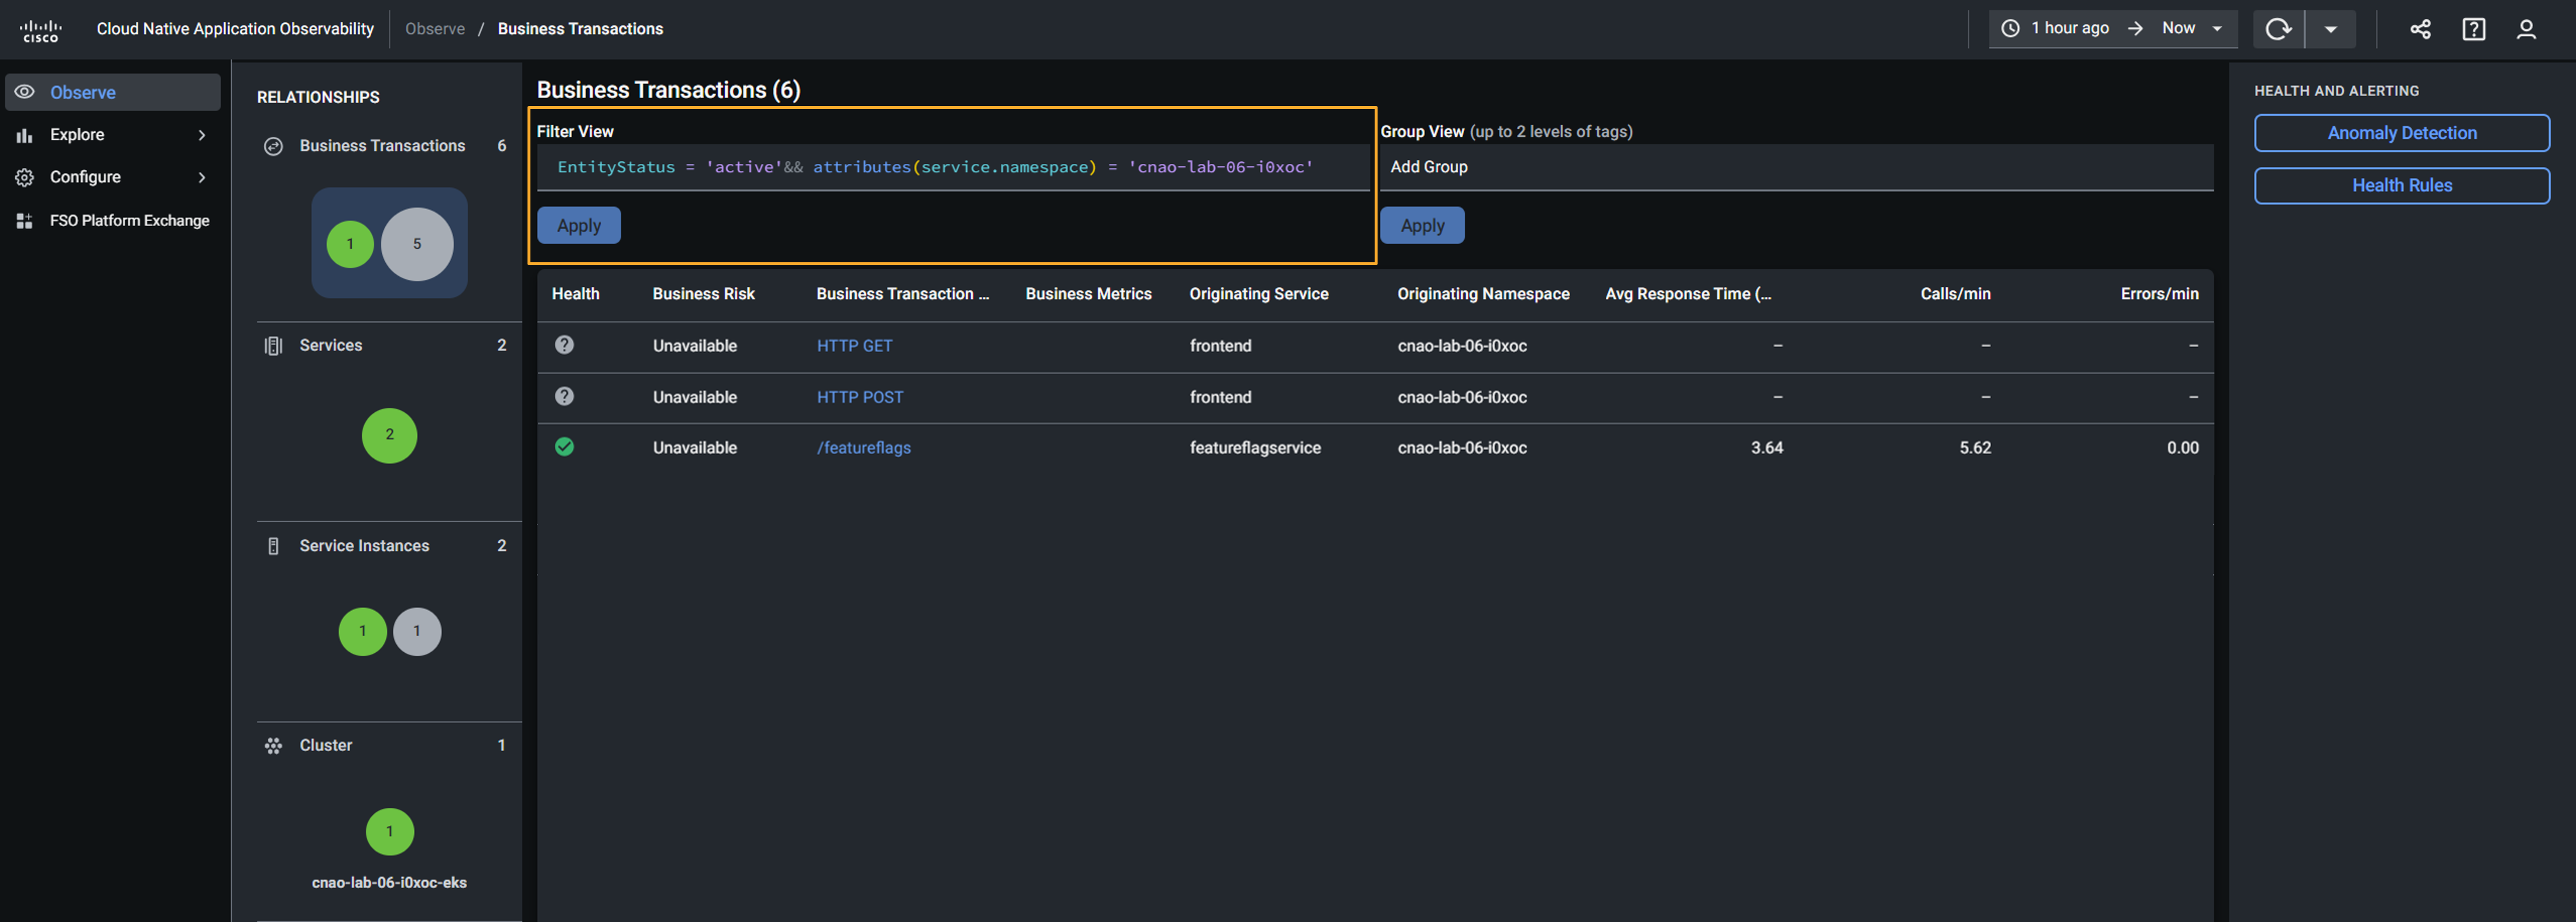 cisco
Cloud Native Application Observability
Observe / Business Transactions
1 hour ago → Now
Observe
Explore
Configure
FSO Platform Exchange
RELATIONSHIPS
Business Transactions 6
1 5
Services 2
2
Service Instances 2
1 1
Cluster 1
1
cnao-lab-06-i0xoc-eks
Business Transactions (6)
Filter View
EntityStatus = 'active'&& attributes(service.namespace) = 'cnao-lab-06-i0xoc'
Apply
Group View (up to 2 levels of tags)
Add Group
Apply
Health Business Risk Business Transaction ... Business Metrics Originating Service Originating Namespace Avg Response Time (... Calls/min Errors/min
Unavailable HTTP GET frontend cnao-lab-06-i0xoc – – –
Unavailable HTTP POST frontend cnao-lab-06-i0xoc – – –
Unavailable /featureflags featureflagservice cnao-lab-06-i0xoc 3.64 5.62 0.00
HEALTH AND ALERTING
Anomaly Detection
Health Rules